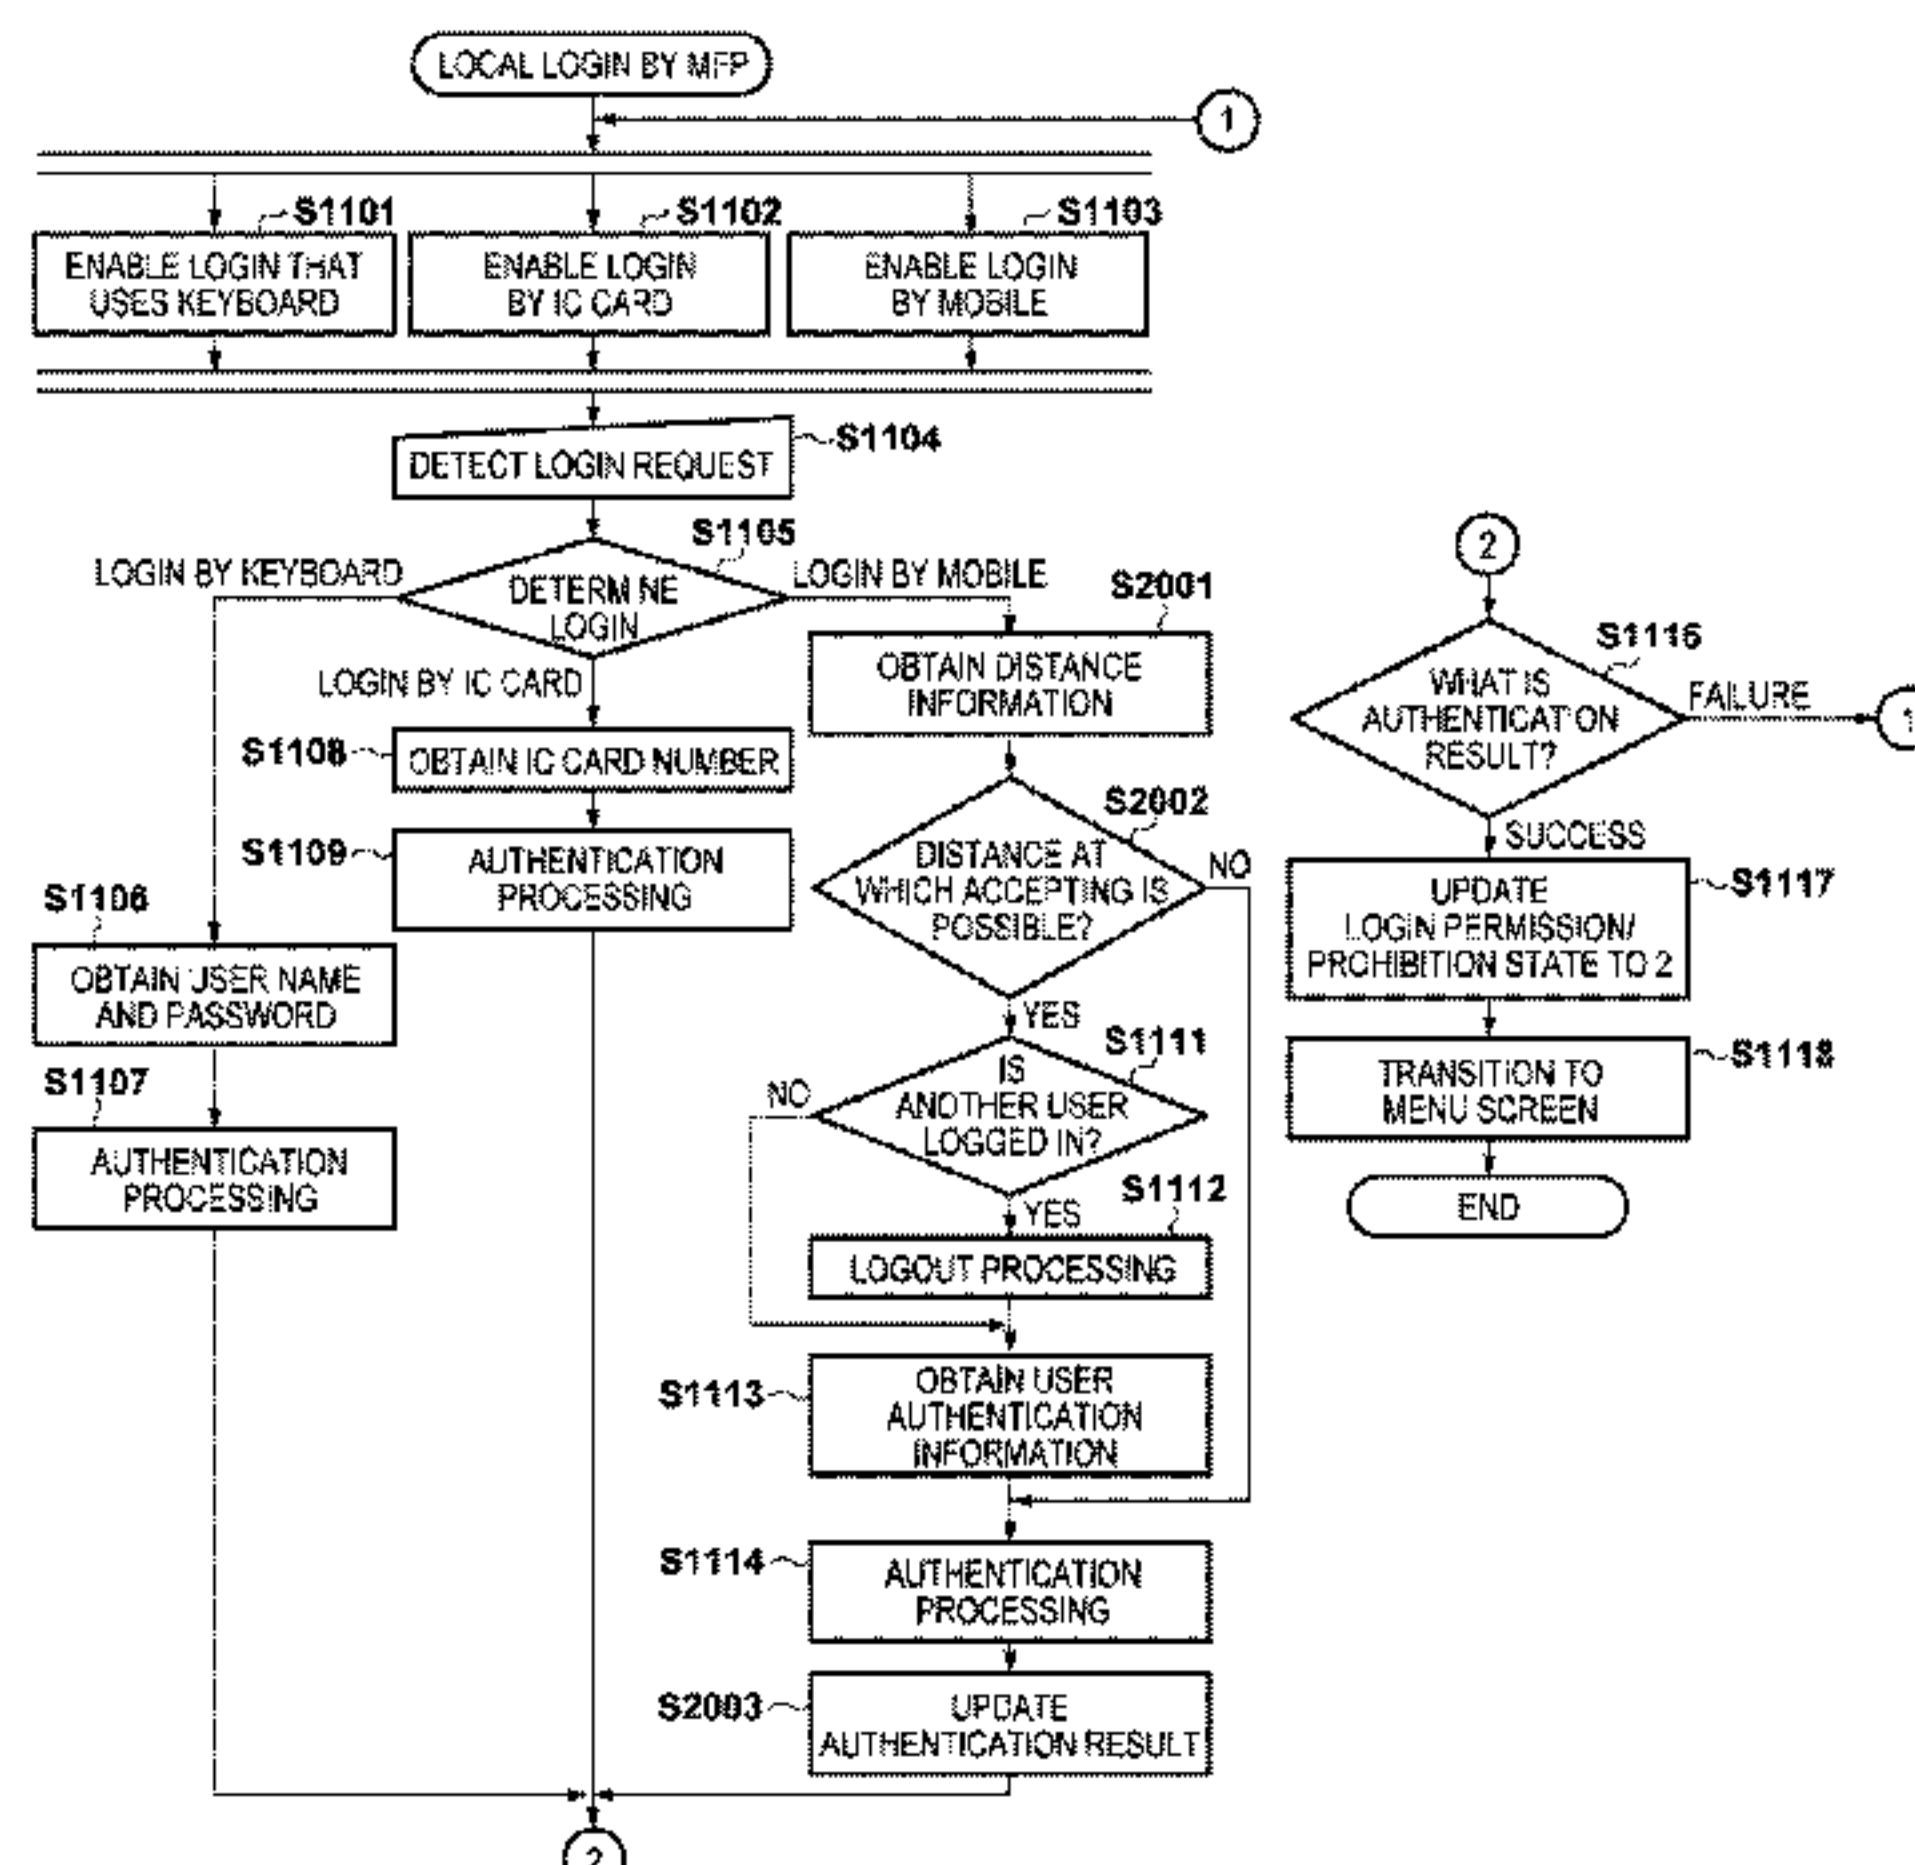 LOCAL LOGIN BY MFP
1
S1101
S1102
S1103
ENABLE LOGIN THAT
USES KEYBOARD
ENABLE LOGIN
BY IC CARD
ENABLE LOGIN
BY MOBILE
S1104
DETECT LOGIN REQUEST
S1105
LOGIN BY KEYBOARD
DETERMINE
LOGIN
LOGIN BY MOBILE
LOGIN BY IC CARD
S2001
OBTAIN DISTANCE
INFORMATION
S1108
OBTAIN IC CARD NUMBER
S2002
DISTANCE AT
WHICH ACCEPTING IS
POSSIBLE?
NO
YES
S1109
AUTHENTICATION
PROCESSING
S1106
OBTAIN USER NAME
AND PASSWORD
S1107
AUTHENTICATION
PROCESSING
S1111
IS
ANOTHER USER
LOGGED IN?
NO
YES
S1112
LOGOUT PROCESSING
S1113
OBTAIN USER
AUTHENTICATION
INFORMATION
S1114
AUTHENTICATION
PROCESSING
S2003
UPDATE
AUTHENTICATION RESULT
2
2
S1116
WHAT IS
AUTHENTICATION
RESULT?
FAILURE
1
SUCCESS
S1117
UPDATE
LOGIN PERMISSION/
PROHIBITION STATE TO 2
S1118
TRANSITION TO
MENU SCREEN
END